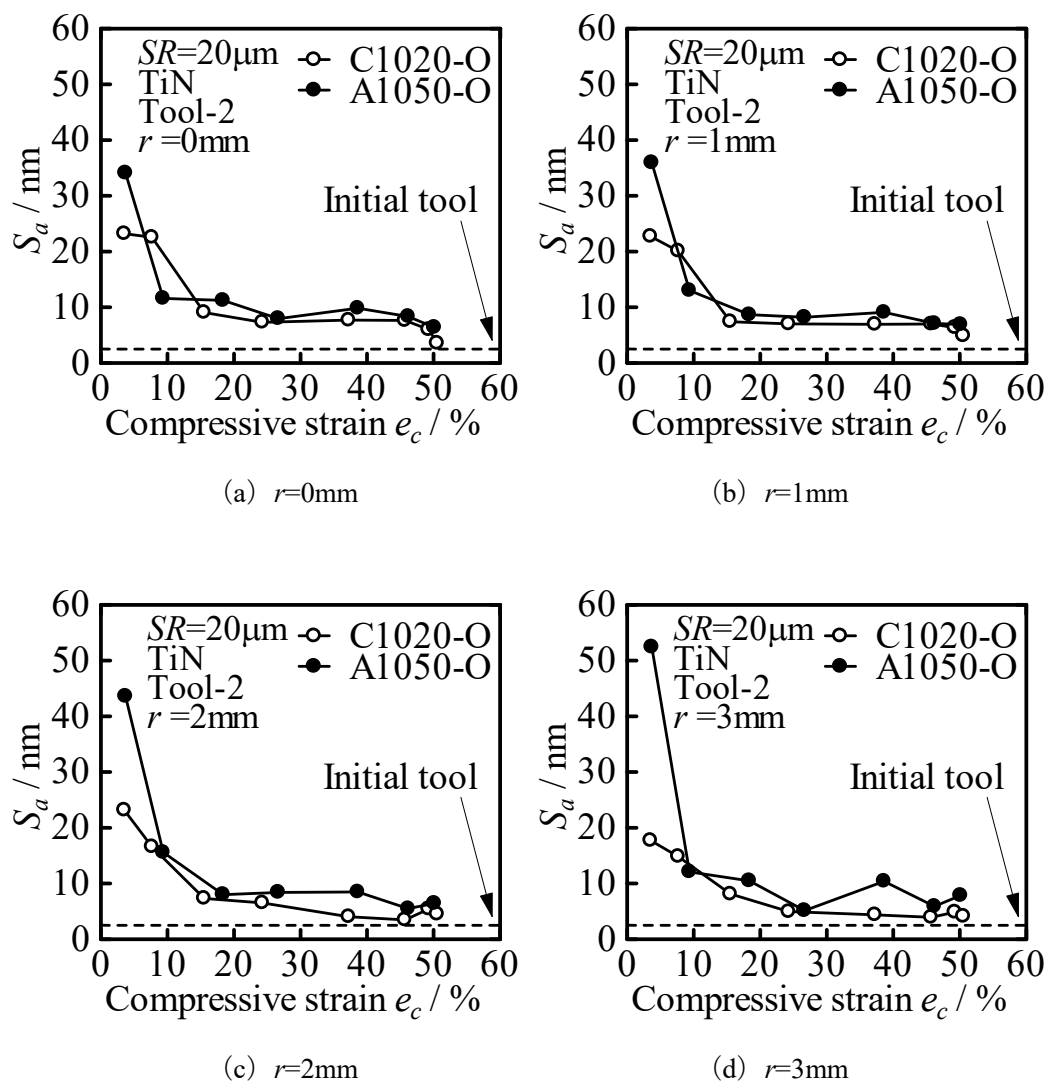 60
50
40
30
20
10
0
SR=20μm
TiN
Tool-2
r =0mm
C1020-O
A1050-O
Initial tool
Sa / nm
0 10 20 30 40 50 60
Compressive strain ec / %
(a) r=0mm
60
50
40
30
20
10
0
SR=20μm
TiN
Tool-2
r =1mm
C1020-O
A1050-O
Initial tool
Sa / nm
0 10 20 30 40 50 60
Compressive strain ec / %
(b) r=1mm
60
50
40
30
20
10
0
SR=20μm
TiN
Tool-2
r =2mm
C1020-O
A1050-O
Initial tool
Sa / nm
0 10 20 30 40 50 60
Compressive strain ec / %
(c) r=2mm
60
50
40
30
20
10
0
SR=20μm
TiN
Tool-2
r =3mm
C1020-O
A1050-O
Initial tool
Sa / nm
0 10 20 30 40 50 60
Compressive strain ec / %
(d) r=3mm